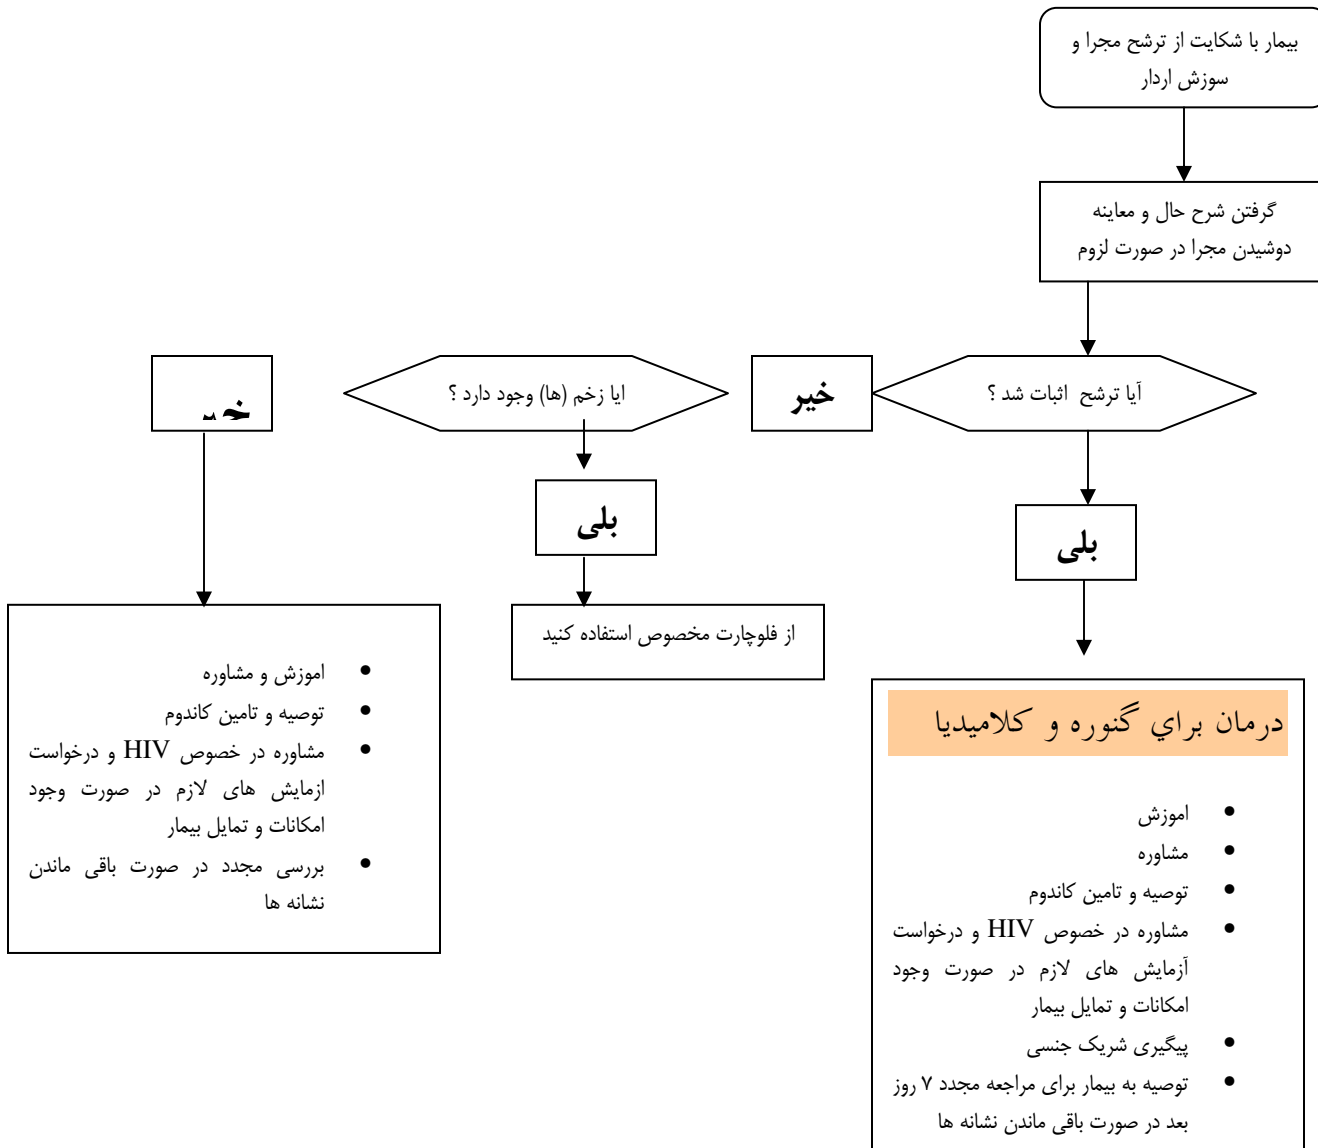 بیمار با شکایت از ترشح مجرا و
سوزش اردار
گرفتن شرح حال و معاینه
دوشیدن مجرا در صورت لزوم
آیا ترشح اثبات شد ؟
خیر
ایا زخم (ها) وجود دارد ؟
خیر
بلی
بلی
از فلوچارت مخصوص استفاده کنید
درمان براي گنوره و كلاميديا
• اموزش
• مشاوره
• توصیه و تامین کاندوم
• مشاوره در خصوص HIV و درخواست
آزمایش های لازم در صورت وجود
امکانات و تمایل بیمار
• پیگیری شریک جنسی
• توصیه به بیمار برای مراجعه مجدد ۷ روز
بعد در صورت باقی ماندن نشانه ها
• اموزش و مشاوره
• توصیه و تامین کاندوم
• مشاوره در خصوص HIV و درخواست
ازمایش های لازم در صورت وجود
امکانات و تمایل بیمار
• بررسی مجدد در صورت باقی ماندن
نشانه ها